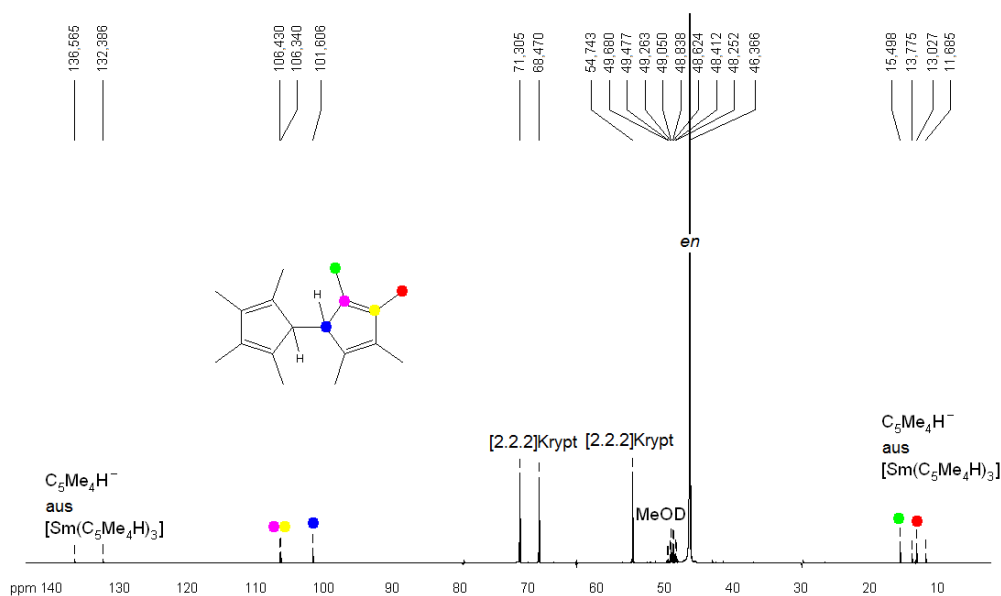 136,565
132,386
106,430
106,340
101,606
71,305
68,470
54,743
49,680
49,477
49,263
49,050
48,838
48,624
48,412
48,252
46,366
15,498
13,775
13,027
11,685
en
H
H
[2.2.2]Krypt
[2.2.2]Krypt
MeOD
C5Me4H⁻
aus
[Sm(C5Me4H)3]
C5Me4H⁻
aus
[Sm(C5Me4H)3]
ppm 140 130 120 110 100 90 80 70 60 50 40 30 20 10